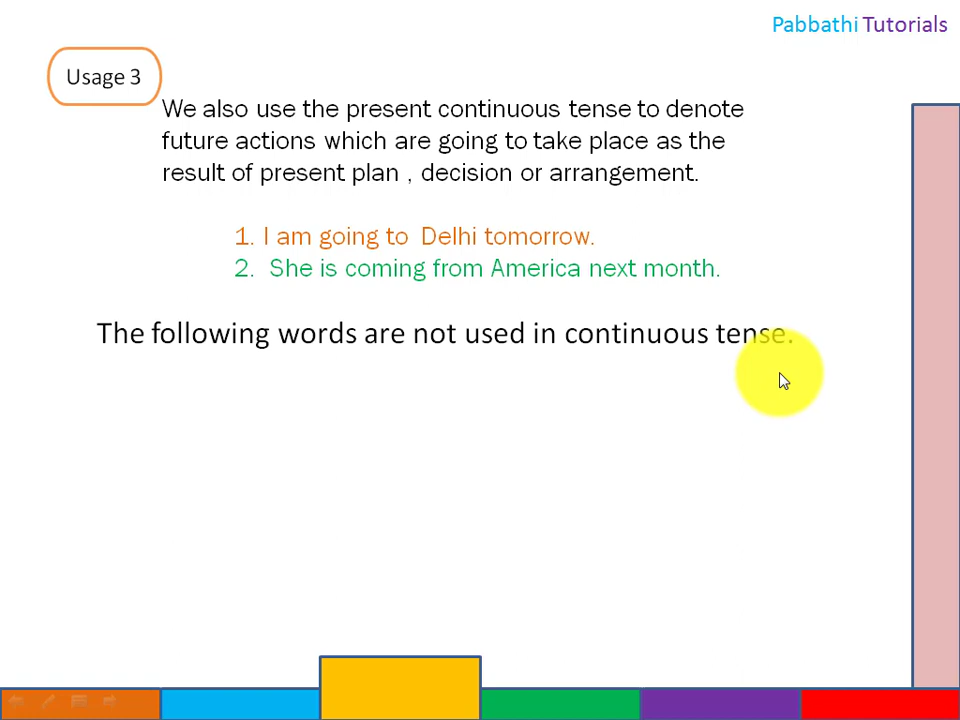 Pabbathi Tutorials
Usage 3
We also use the present continuous tense to denote
future actions which are going to take place as the
result of present plan , decision or arrangement.
1. I am going to Delhi tomorrow.
2. She is coming from America next month.
The following words are not used in continuous tense.